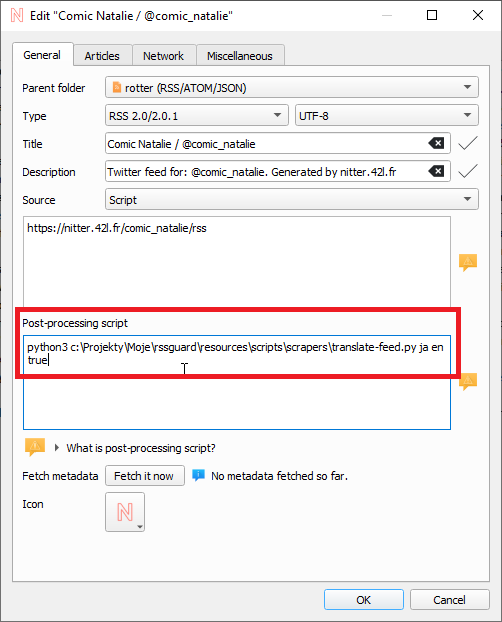 Edit "Comic Natalie / @comic_natalie"
General Articles Network Miscellaneous
Parent folder rotter (RSS/ATOM/JSON)
Type RSS 2.0/2.0.1 UTF-8
Title Comic Natalie / @comic_natalie
Description Twitter feed for: @comic_natalie. Generated by nitter.42l.fr
Source Script
https://nitter.42l.fr/comic_natalie/rss
Post-processing script
python3 c:\Projekty\Moje\rssguard\resources\scripts\scrapers\translate-feed.py ja en
true
What is post-processing script?
Fetch metadata Fetch it now No metadata fetched so far.
Icon N
OK Cancel